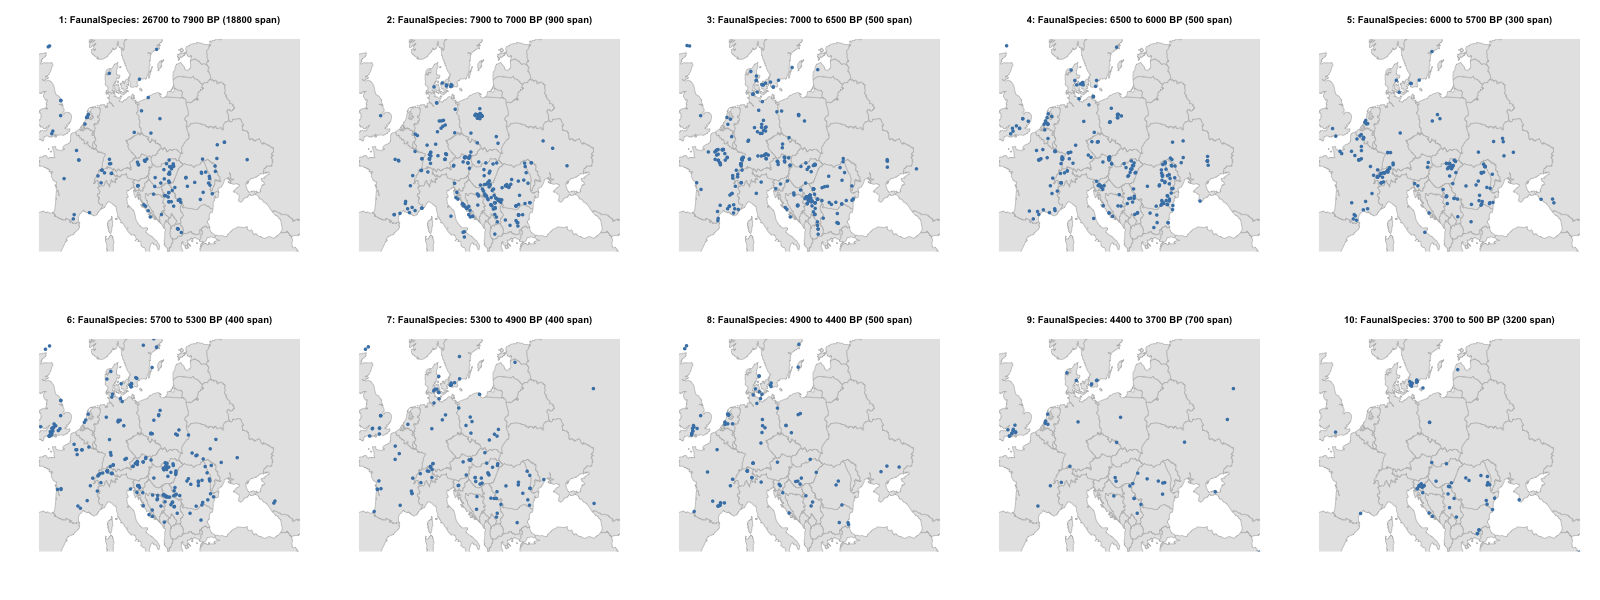 1: FaunalSpecies: 26700 to 7900 BP (18800 span)
2: FaunalSpecies: 7900 to 7000 BP (900 span)
3: FaunalSpecies: 7000 to 6500 BP (500 span)
4: FaunalSpecies: 6500 to 6000 BP (500 span)
5: FaunalSpecies: 6000 to 5700 BP (300 span)
6: FaunalSpecies: 5700 to 5300 BP (400 span)
7: FaunalSpecies: 5300 to 4900 BP (400 span)
8: FaunalSpecies: 4900 to 4400 BP (500 span)
9: FaunalSpecies: 4400 to 3700 BP (700 span)
10: FaunalSpecies: 3700 to 500 BP (3200 span)